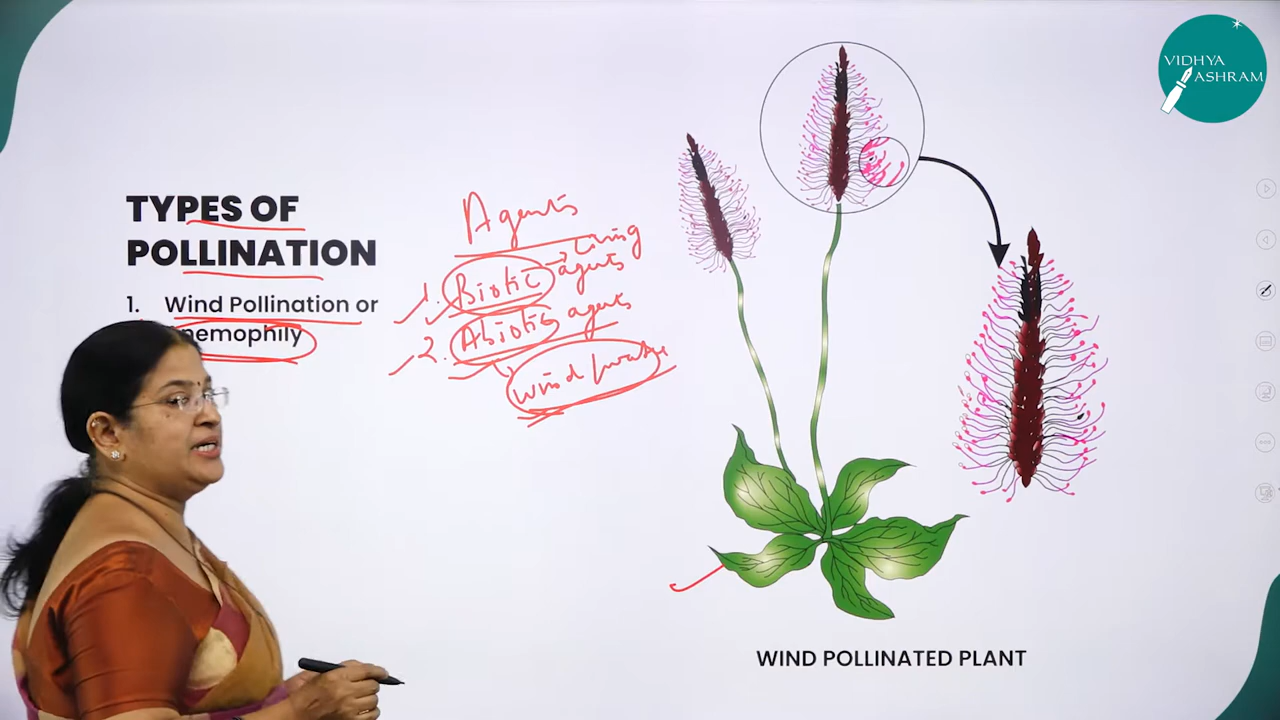 VIDHYA
ASHRAM
TYPES OF
POLLINATION
1. Wind Pollination or
nemophily
Agents
1. Biotic → Living
agents
2. Abiotic agents
wind /water
WIND POLLINATED PLANT